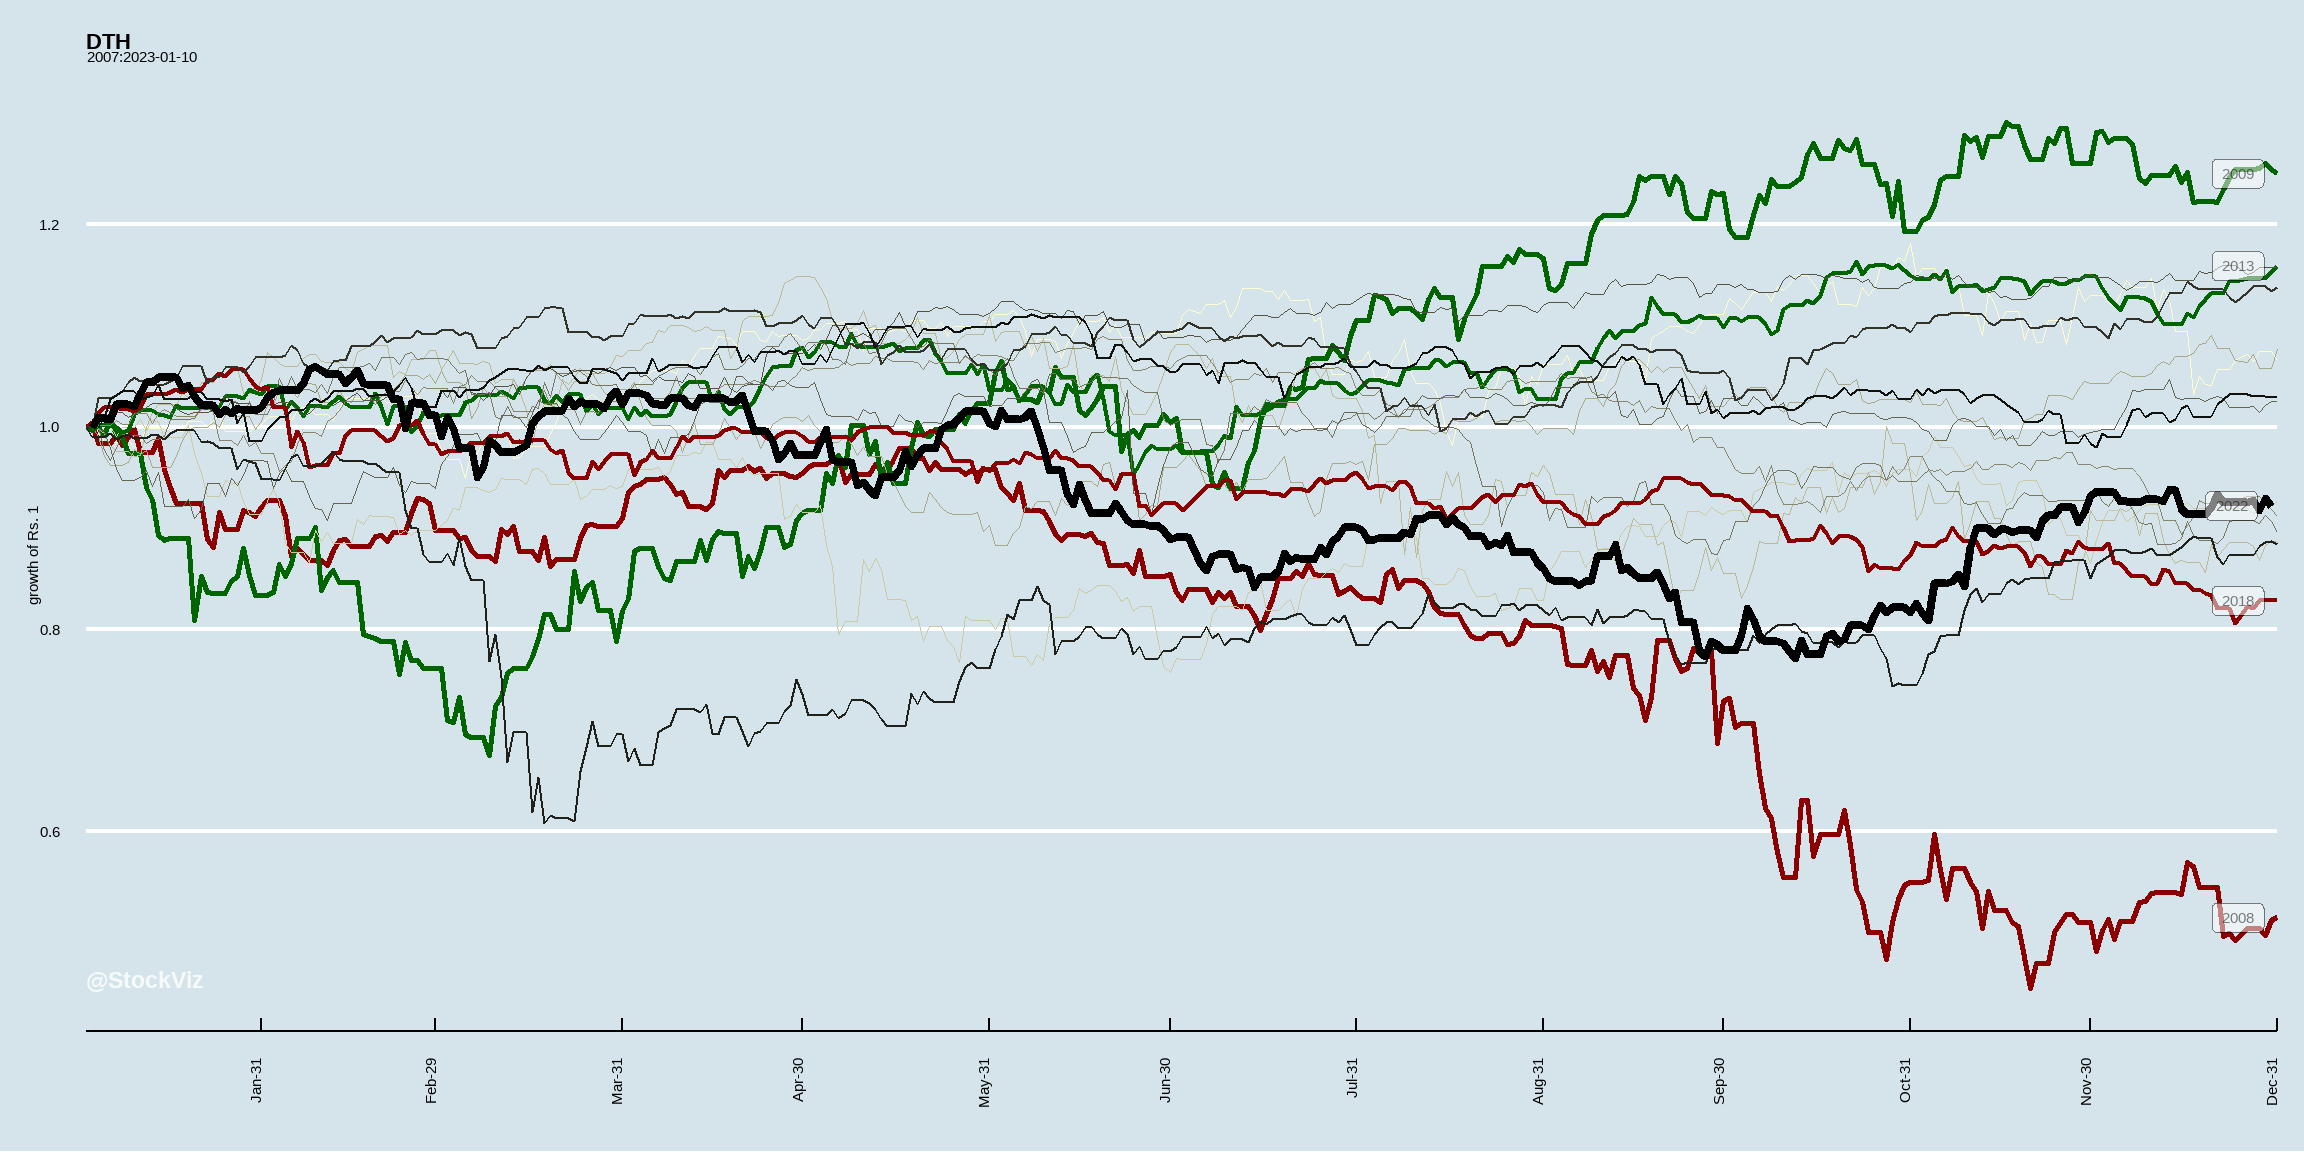 DTH
2007:2023-01-10
growth of Rs. 1
1.2
1.0
0.8
0.6
2009
2013
2022
2018
2008
@StockViz
Jan-31
Feb-29
Mar-31
Apr-30
May-31
Jun-30
Jul-31
Aug-31
Sep-30
Oct-31
Nov-30
Dec-31